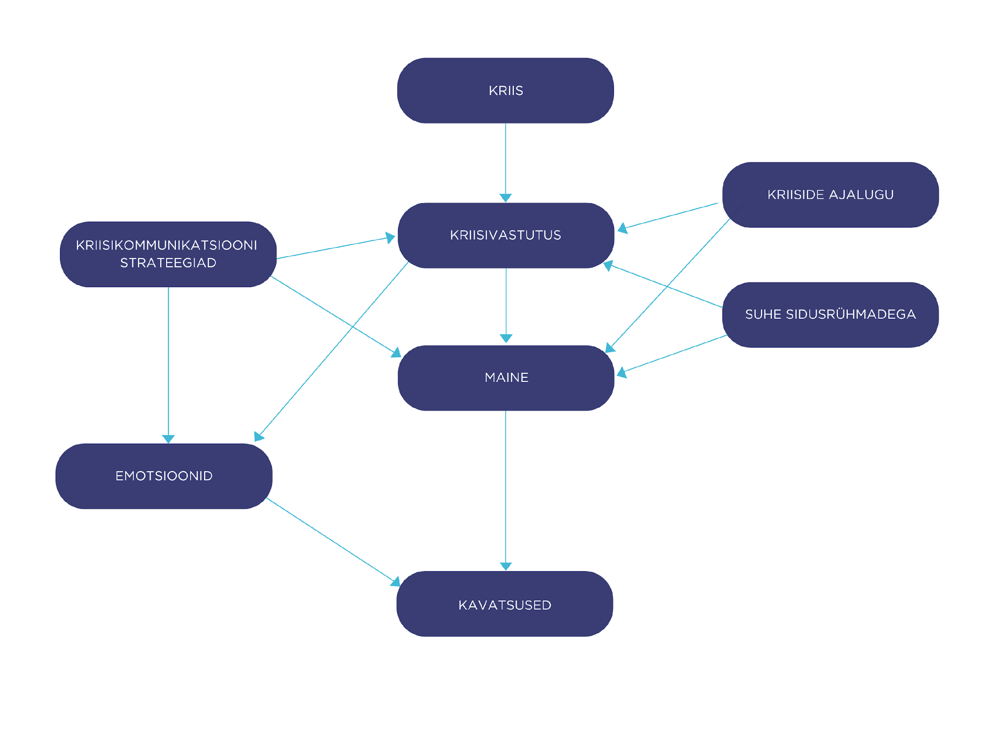 KRIIS
KRIISIDE AJALUGU
KRIISIVASTUTUS
KRIISIKOMMUNIKATSIOONI
STRATEEGIAD
SUHE SIDUSRÜHMADEGA
MAINE
EMOTSIOONID
KAVATSUSED